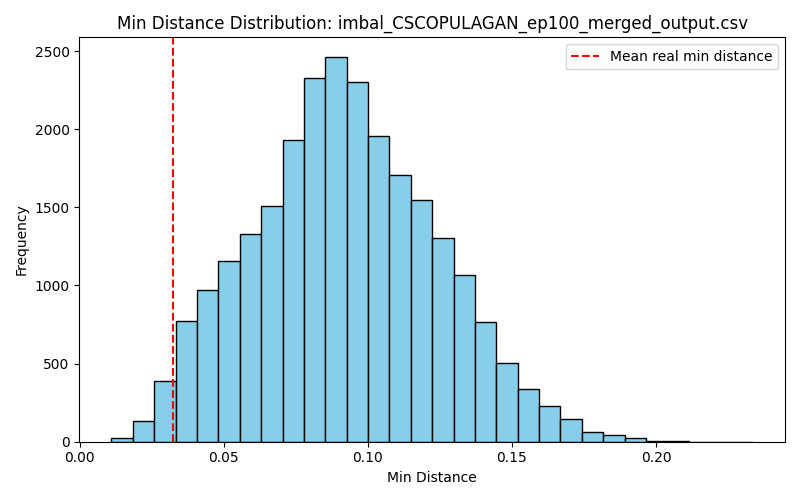 Min Distance Distribution: imbal_CSCOPULAGAN_ep100_merged_output.csv
Mean real min distance
Frequency
2500
2000
1500
1000
500
0
0.00 0.05 0.10 0.15 0.20
Min Distance